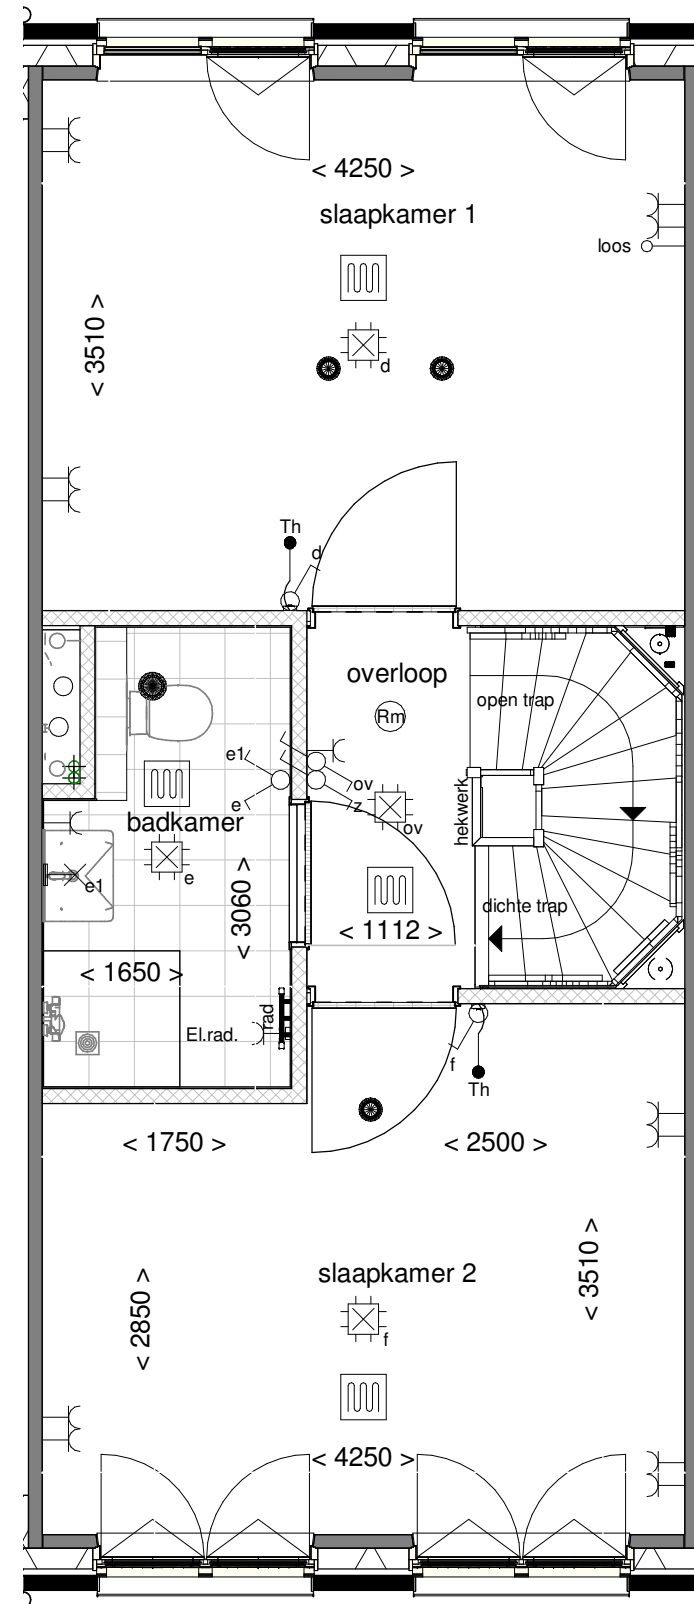 < 4250 >
slaapkamer 1
loos
< 3510 >
d
Th
d
overloop
open trap
Rm
e1
ov
e
z
hekwerk
badkamer
ov
e
e1
< 3060 >
dichte trap
< 1112 >
< 1650 >
rad
El.rad.
f
Th
< 1750 >
< 2500 >
< 3510 >
slaapkamer 2
< 2850 >
f
< 4250 >